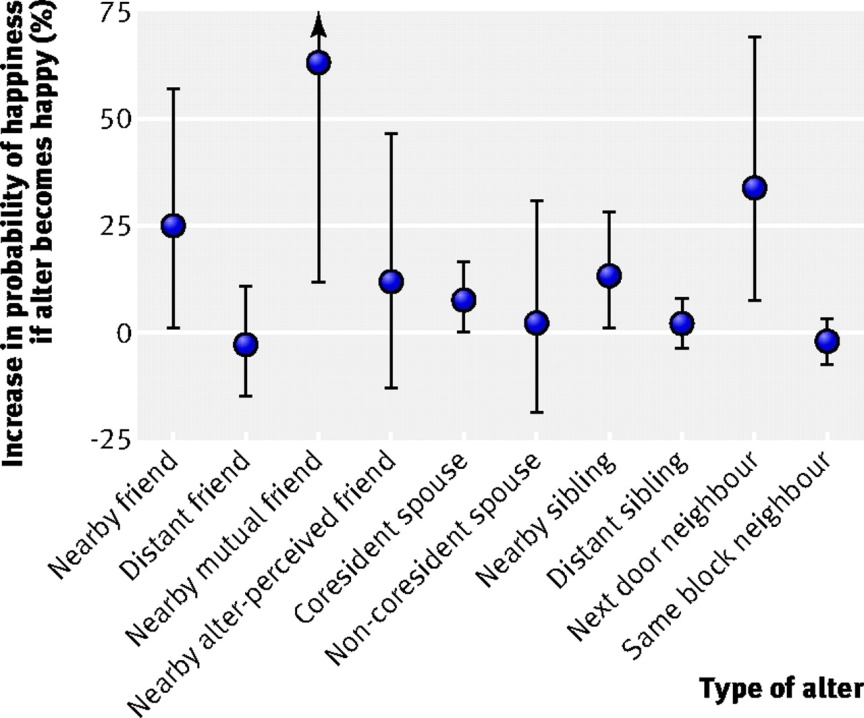 Increase in probability of happiness
if alter becomes happy (%)
75
50
25
0
-25
Nearby friend
Distant friend
Nearby mutual friend
Nearby alter-perceived friend
Coresident spouse
Non-coresident spouse
Nearby sibling
Distant sibling
Next door neighbour
Same block neighbour
Type of alter